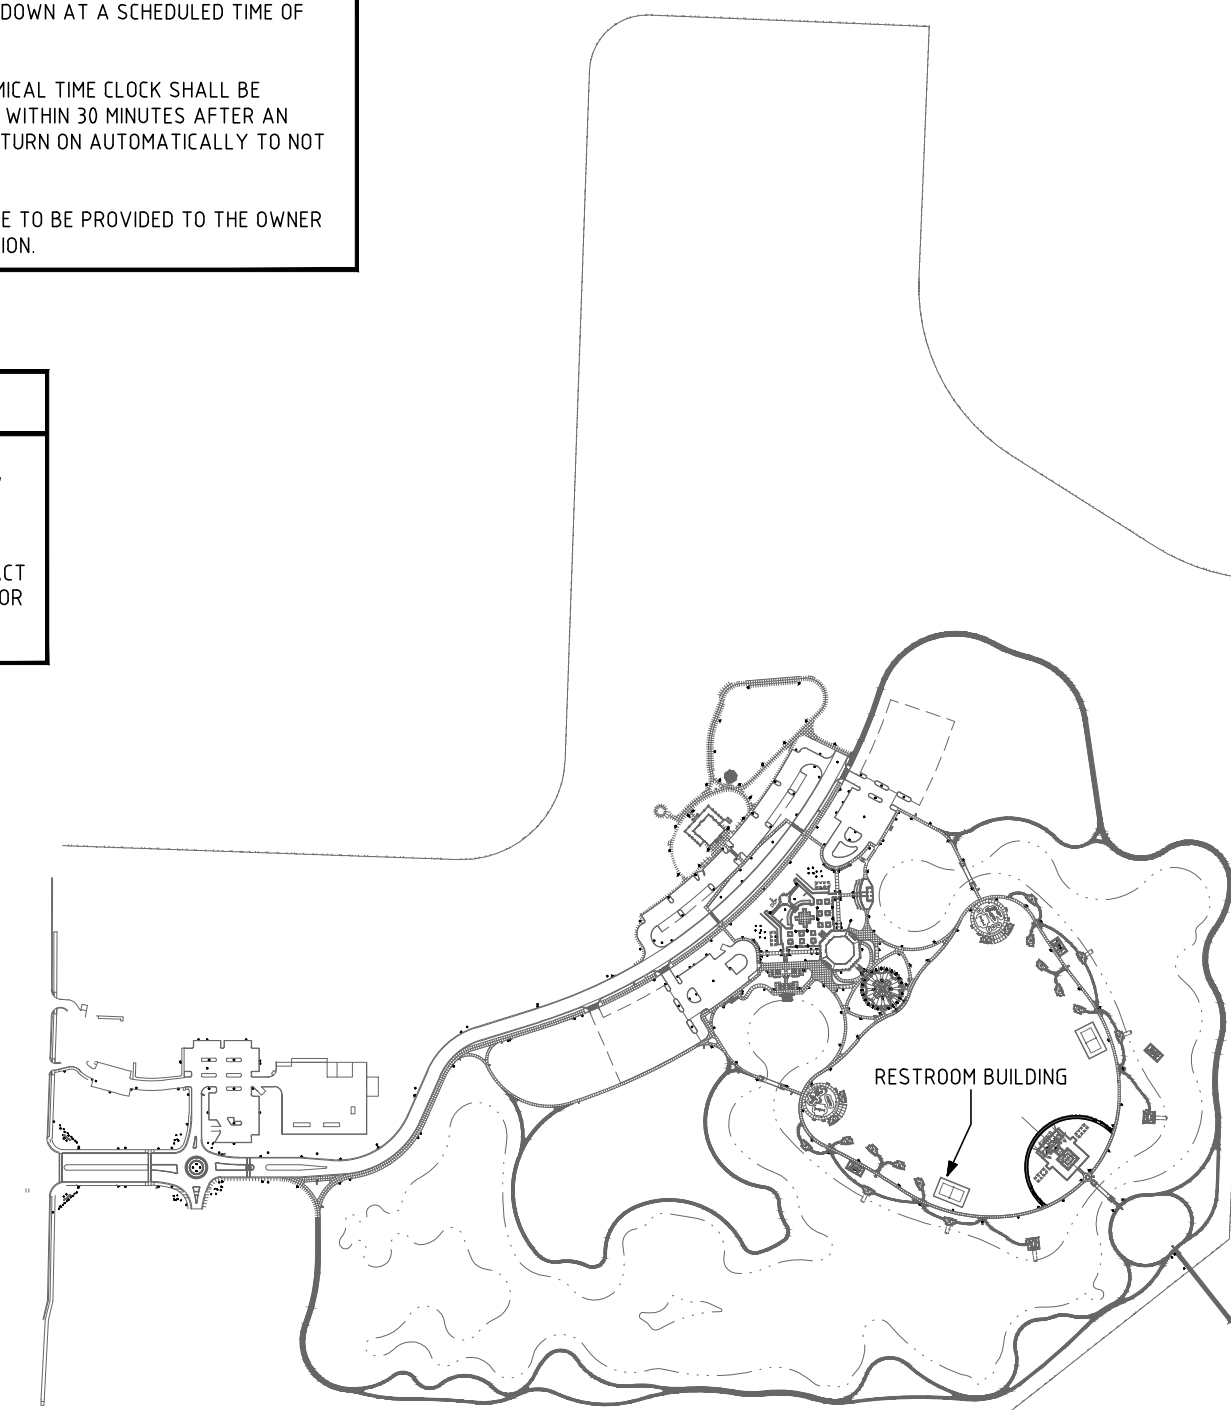 DOWN AT A SCHEDULED TIME OF
MICAL TIME CLOCK SHALL BE
WITHIN 30 MINUTES AFTER AN
TURN ON AUTOMATICALLY TO NOT
E TO BE PROVIDED TO THE OWNER
ION.
ACT
OR
RESTROOM BUILDING